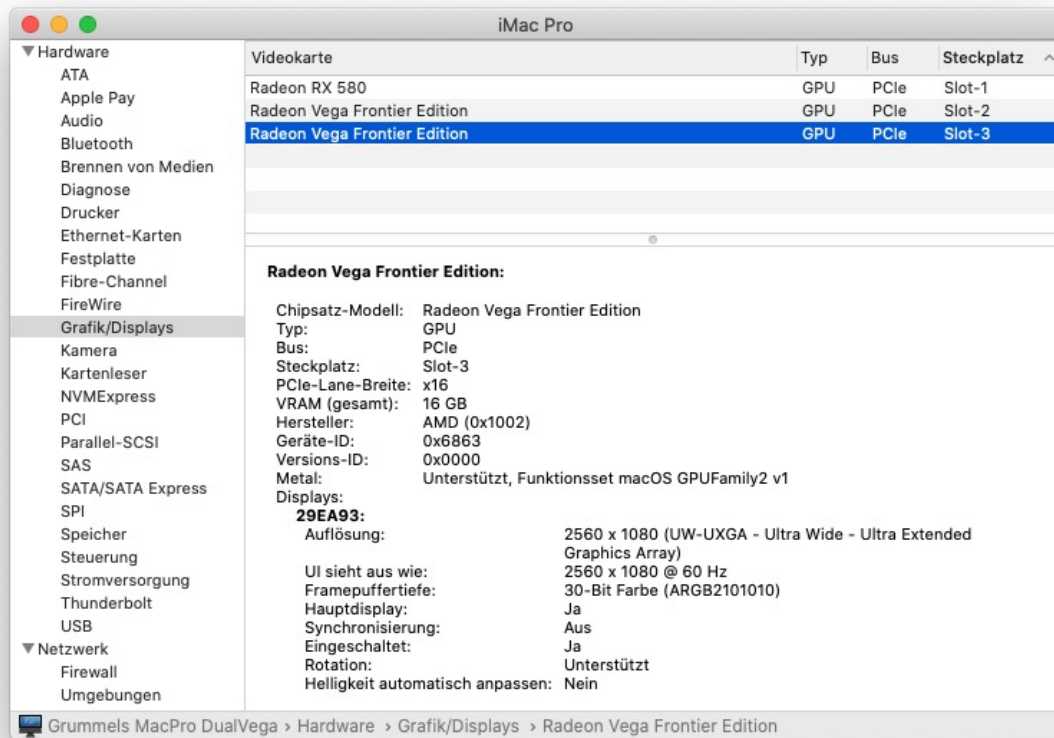 iMac Pro
Hardware
ATA
Apple Pay
Audio
Bluetooth
Brennen von Medien
Diagnose
Drucker
Ethernet-Karten
Festplatte
Fibre-Channel
FireWire
Grafik/Displays
Kamera
Kartenleser
NVMExpress
PCI
Parallel-SCSI
SAS
SATA/SATA Express
SPI
Speicher
Steuerung
Stromversorgung
Thunderbolt
USB
Netzwerk
Firewall
Umgebungen
Videokarte Typ Bus Steckplatz
Radeon RX 580 GPU PCIe Slot-1
Radeon Vega Frontier Edition GPU PCIe Slot-2
Radeon Vega Frontier Edition GPU PCIe Slot-3
Radeon Vega Frontier Edition:
Chipsatz-Modell: Radeon Vega Frontier Edition
Typ: GPU
Bus: PCIe
Steckplatz: Slot-3
PCIe-Lane-Breite: x16
VRAM (gesamt): 16 GB
Hersteller: AMD (0x1002)
Geräte-ID: 0x6863
Versions-ID: 0x0000
Metal: Unterstützt, Funktionsset macOS GPUFamily2 v1
Displays:
29EA93:
Auflösung: 2560 x 1080 (UW-UXGA - Ultra Wide - Ultra Extended
Graphics Array)
UI sieht aus wie: 2560 x 1080 @ 60 Hz
Framepuffertiefe: 30-Bit Farbe (ARGB2101010)
Hauptdisplay: Ja
Synchronisierung: Aus
Eingeschaltet: Ja
Rotation: Unterstützt
Helligkeit automatisch anpassen: Nein
Grummels MacPro DualVega › Hardware › Grafik/Displays › Radeon Vega Frontier Edition